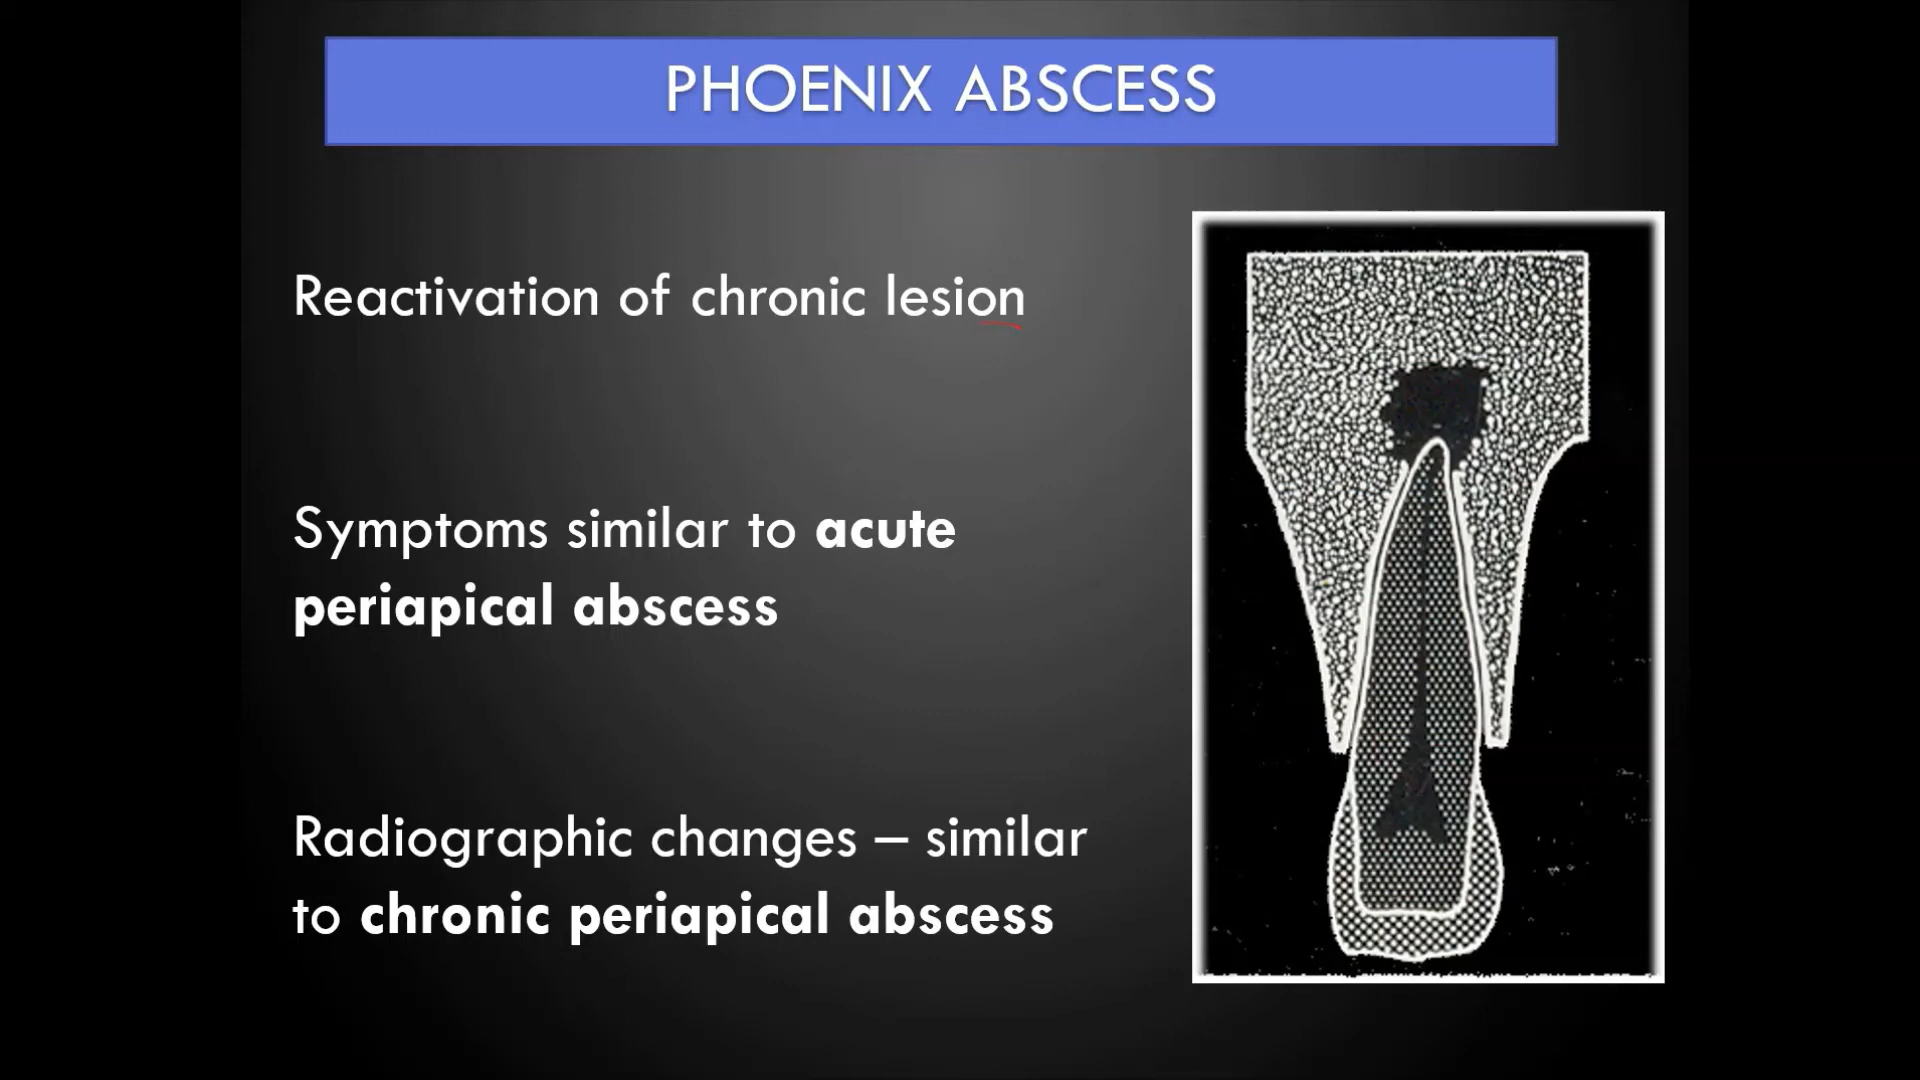 PHOENIX ABSCESS
Reactivation of chronic lesion
Symptoms similar to acute
periapical abscess
Radiographic changes – similar
to chronic periapical abscess